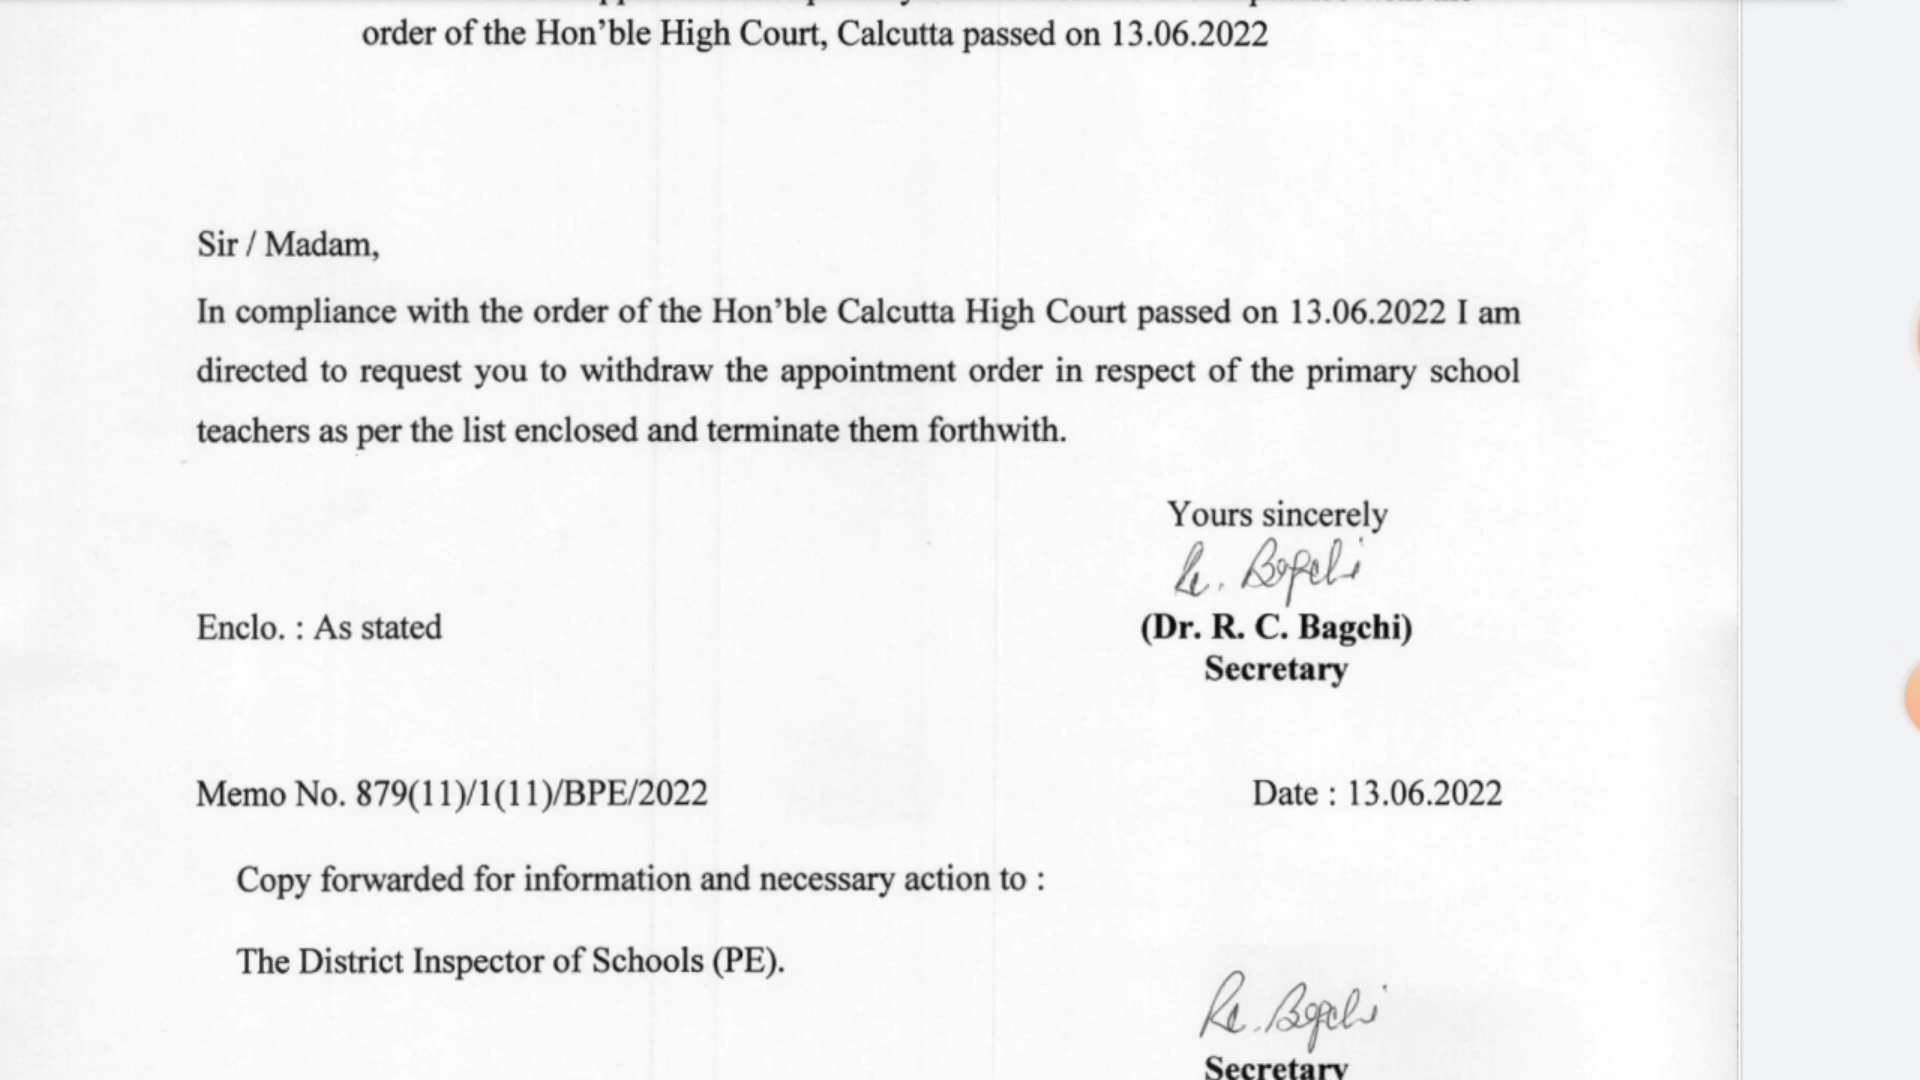 order of the Hon’ble High Court, Calcutta passed on 13.06.2022
Sir / Madam,
In compliance with the order of the Hon’ble Calcutta High Court passed on 13.06.2022 I am
directed to request you to withdraw the appointment order in respect of the primary school
teachers as per the list enclosed and terminate them forthwith.
Yours sincerely
R. Bagchi
Enclo. : As stated
(Dr. R. C. Bagchi)
Secretary
Memo No. 879(11)/1(11)/BPE/2022
Date : 13.06.2022
Copy forwarded for information and necessary action to :
The District Inspector of Schools (PE).
R. Bagchi
Secretary